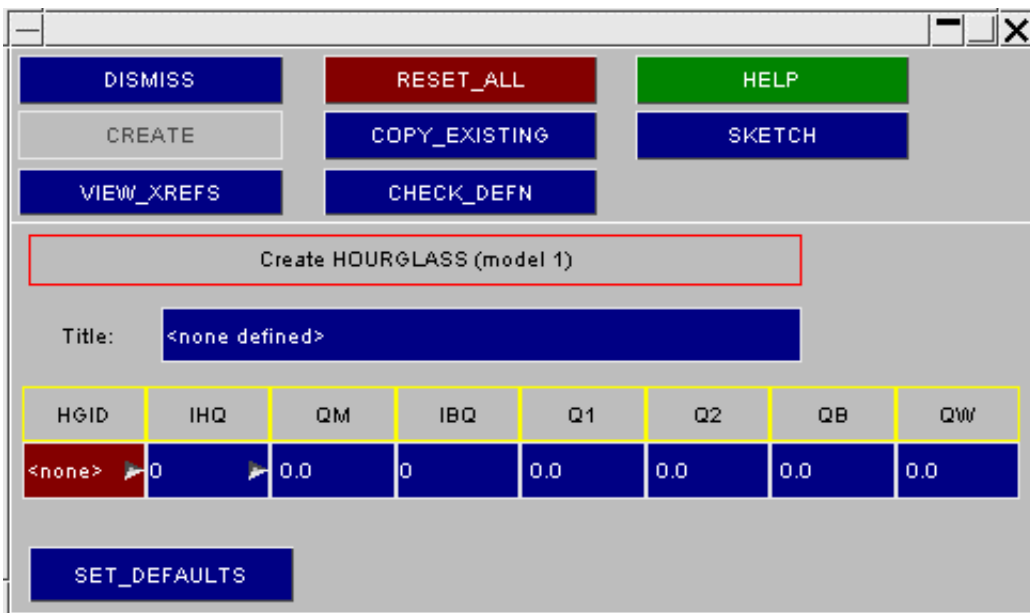 DISMISS RESET_ALL HELP
CREATE COPY_EXISTING SKETCH
VIEW_XREFS CHECK_DEFN
Create HOURGLASS (model 1)
Title: <none defined>
HGID IHQ QM IBQ Q1 Q2 QB QW
<none> 0 0.0 0 0.0 0.0 0.0 0.0
SET_DEFAULTS